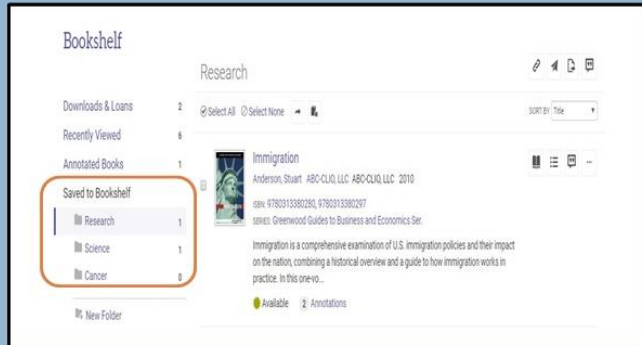 Bookshelf
Downloads & Loans 2
Recently Viewed 6
Annotated Books 1
Saved to Bookshelf
Research 1
Science 1
Cancer 0
New Folder
Research
Select All Select None
SORT BY Title
Immigration
Anderson, Stuart ABC-CLIO, LLC ABC-CLIO, LLC 2010
ISBN: 9780313380280, 9780313380297
SERIES: Greenwood Guides to Business and Economics Ser.
Immigration is a comprehensive examination of U.S. immigration policies and their impact
on the nation, combining a historical overview and a guide to how immigration works in
practice. In this one-vo...
Available 2 Annotations